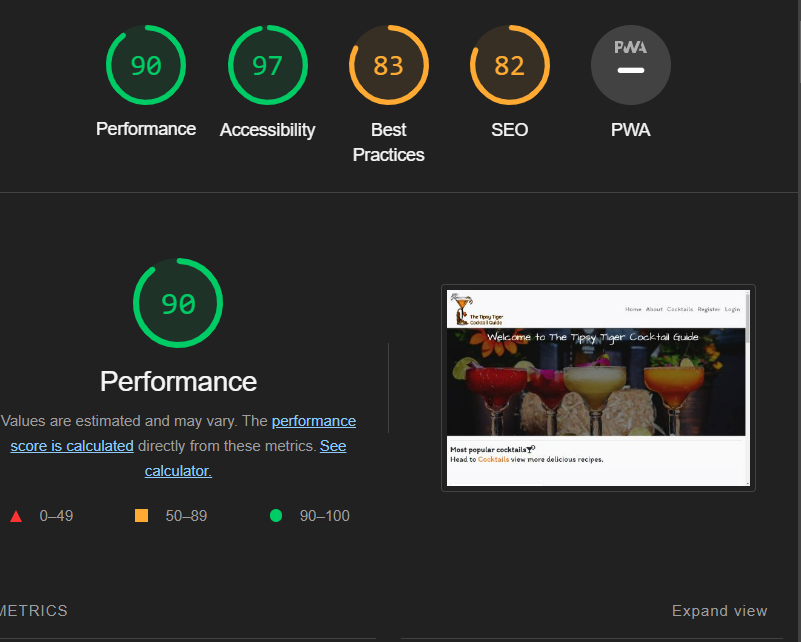 90
97
83
82
PWA
Performance
Accessibility
Best
Practices
SEO
PWA
90
Performance
Values are estimated and may vary. The performance
score is calculated directly from these metrics. See
calculator.
0–49
50–89
90–100
The Tipsy Tiger
Cocktail Guide
Home About Cocktails Register Login
Welcome to The Tipsy Tiger Cocktail Guide
Most popular cocktails
Head to Cocktails view more delicious recipes.
METRICS
Expand view